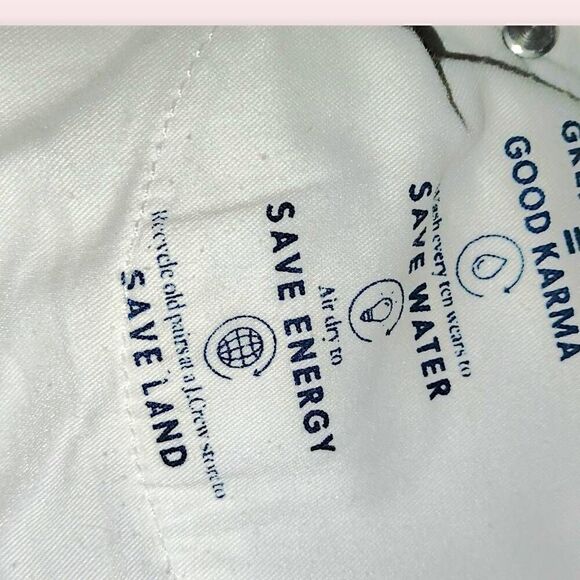 =
GOOD KARMA
Wash every ten wears to
SAVE WATER
Air dry to
SAVE ENERGY
Recycle old pairs at a J.Crew store to
SAVE LAND